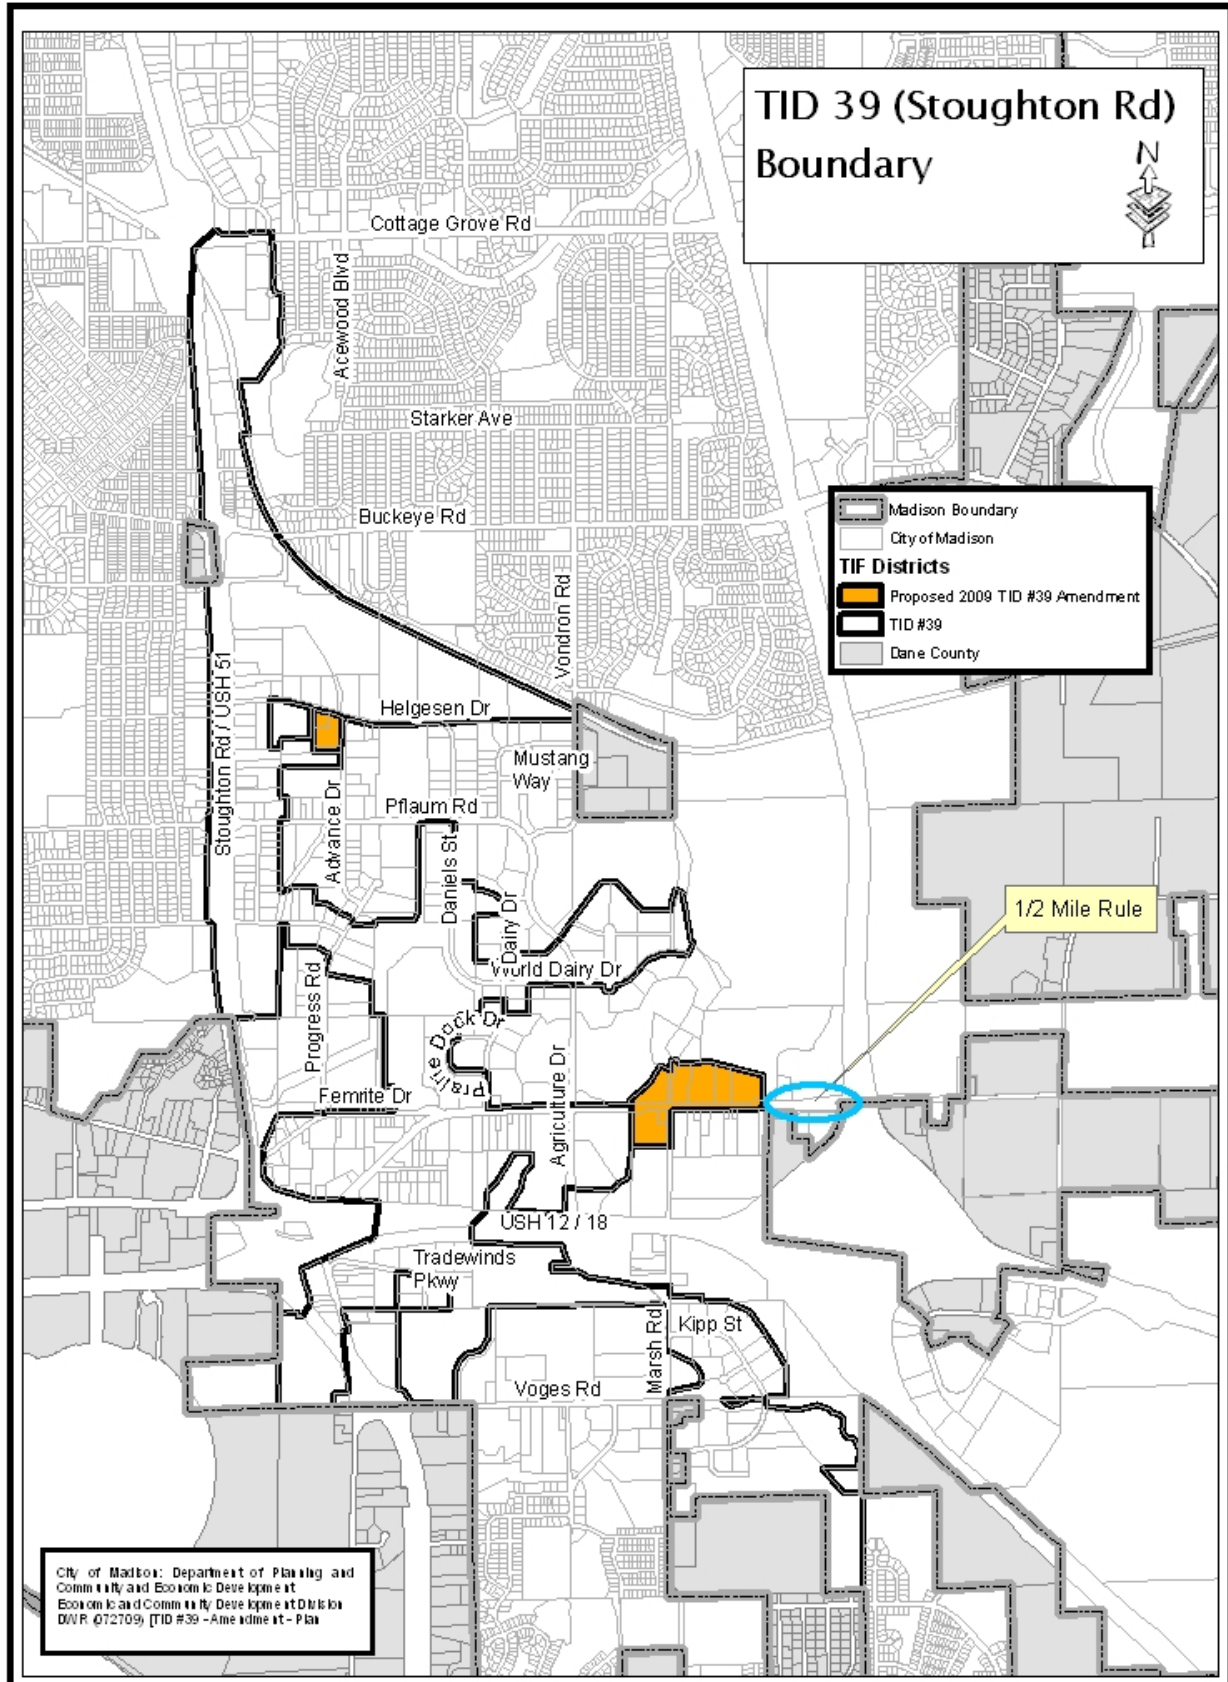 TID 39 (Stoughton Rd)
Boundary
N
Cottage Grove Rd
Acewood Blvd
Starker Ave
Buckeye Rd
Madison Boundary
City of Madison
TIF Districts
Proposed 2009 TID #39 Amendment
TID #39
Dane County
Vondron Rd
Stoughton Rd / USH 51
Helgesen Dr
Mustang
Way
Pflaum Rd
Advance Dr
Daniels St
Dairy Dr
1/2 Mile Rule
World Dairy Dr
Progress Rd
Prairie Dock Dr
Femrite Dr
Agriculture Dr
USH 12 / 18
Tradewinds
Pkwy
Kipp St
Marsh Rd
Voges Rd
City of Madison: Department of Planning and
Community and Economic Development
Economic and Community Development Division
DWR (072709) [TID #39 - Amendment - Plan